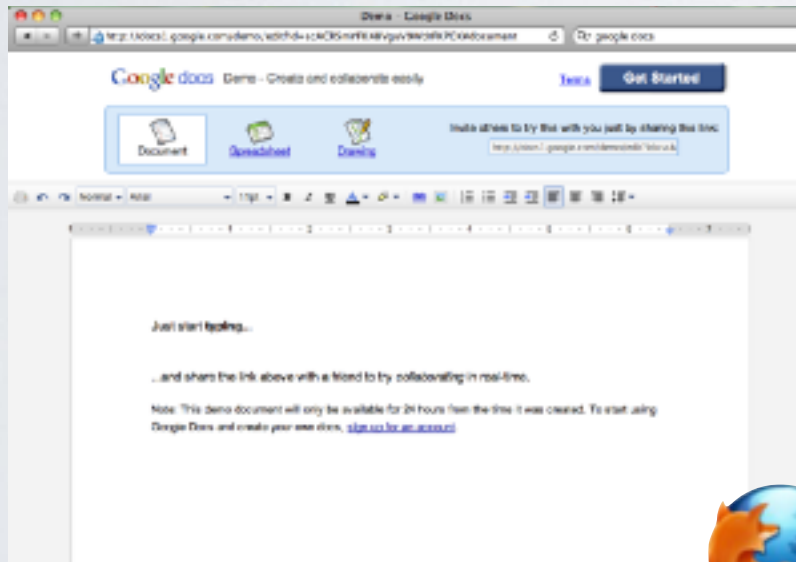 Demo - Google Docs
google docs
Google docs Demo - Create and collaborate easily
Terms
Get Started
Document
Spreadsheet
Drawing
Invite others to try this with you just by sharing this link:
Normal
Arial
11pt
Just start typing...
...and share the link above with a friend to try collaborating in real-time.
Note: This demo document will only be available for 24 hours from the time it was created. To start using
Google Docs and create your own docs, sign up for an account